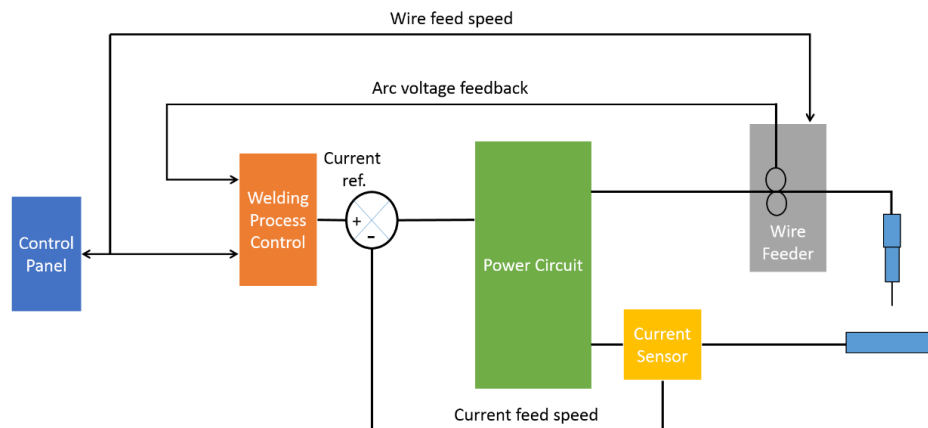 Wire feed speed
Arc voltage feedback
Current
ref.
Welding
Process
Control
+
-
Control
Panel
Power Circuit
Wire
Feeder
Current
Sensor
Current feed speed